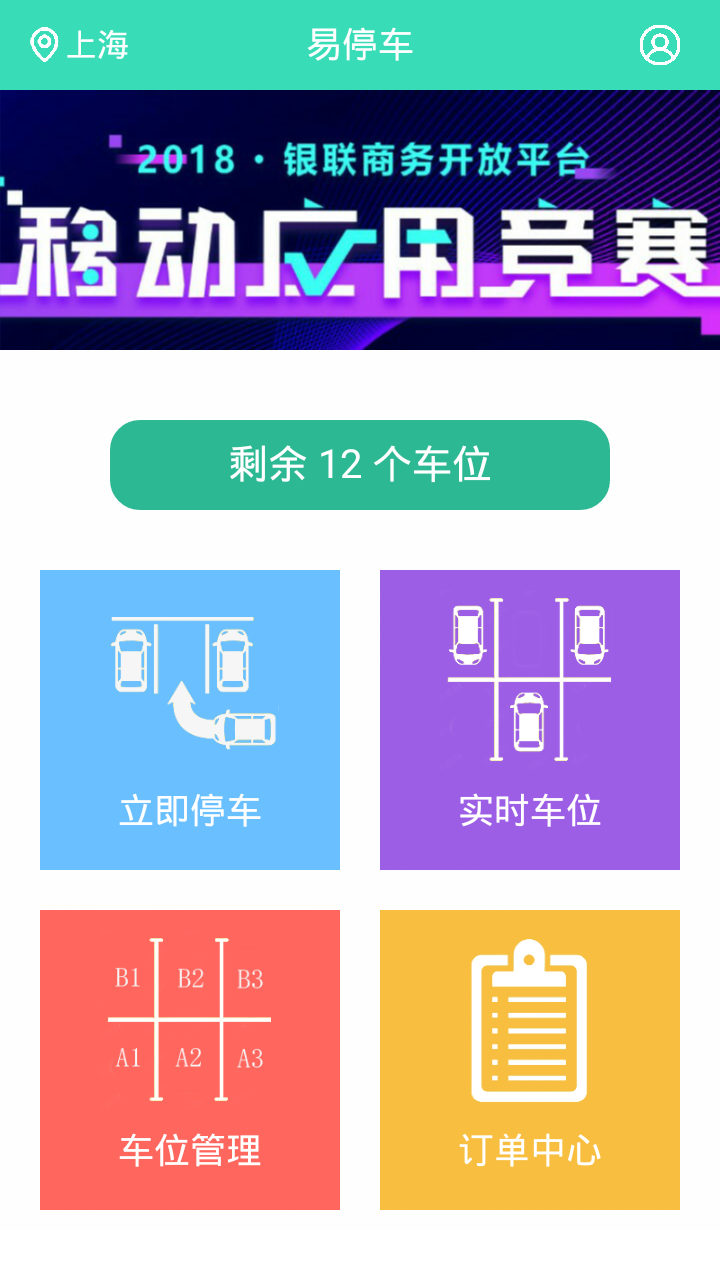 上海
易停车
2018·银联商务开放平台
移动应用竞赛
剩余 12 个车位
立即停车
实时车位
B1 B2 B3
A1 A2 A3
车位管理
订单中心